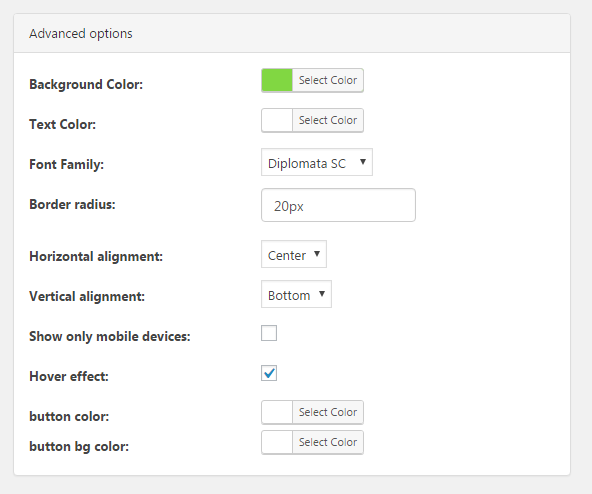 Advanced options
Background Color: Select Color
Text Color: Select Color
Font Family: Diplomata SC
Border radius: 20px
Horizontal alignment: Center
Vertical alignment: Bottom
Show only mobile devices:
Hover effect:
button color: Select Color
button bg color: Select Color